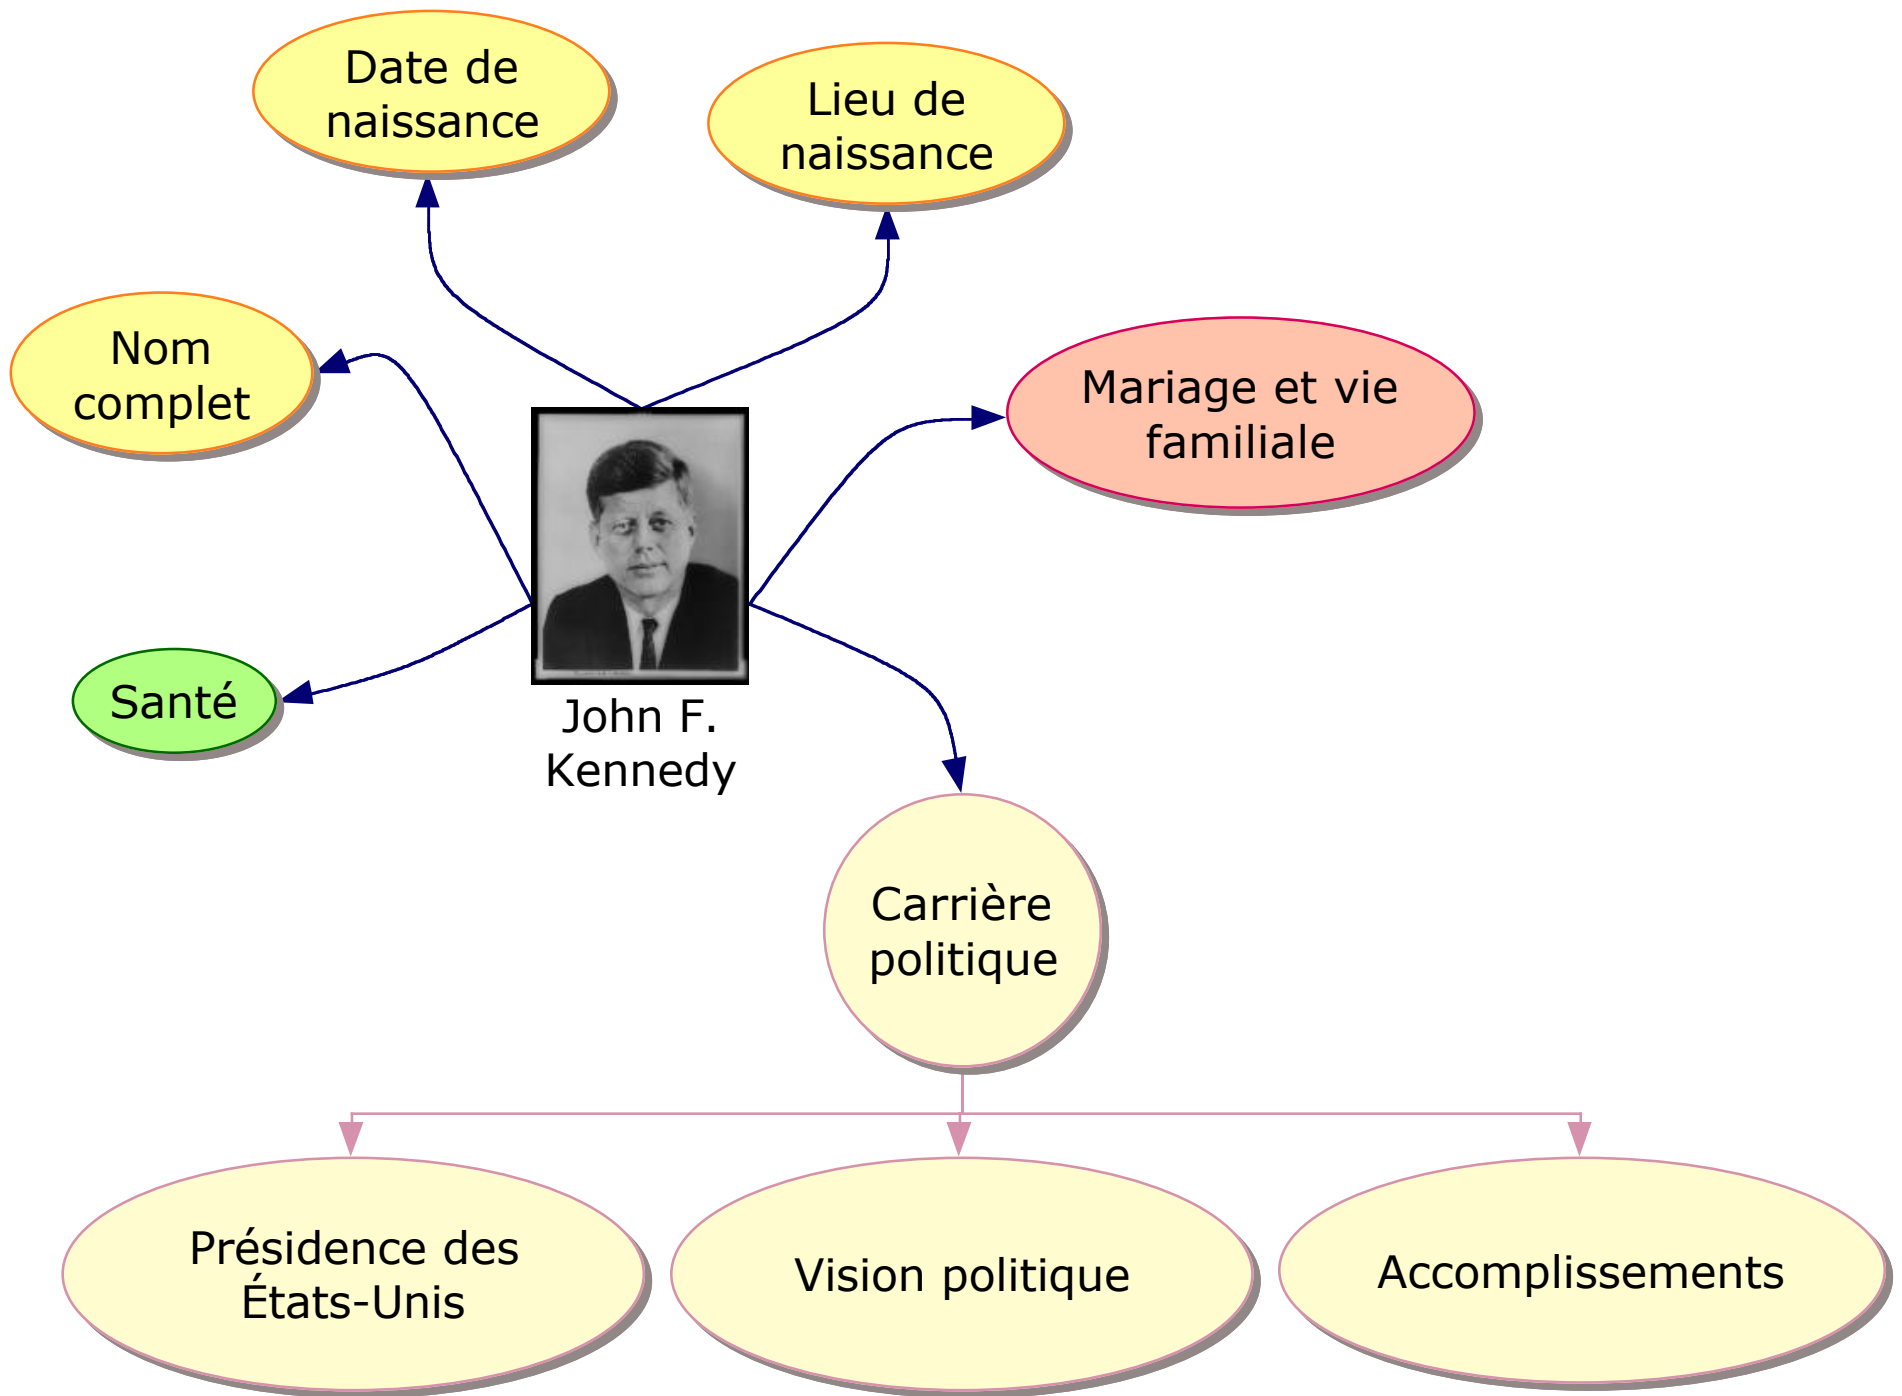 Date de
naissance
Lieu de
naissance
Nom
complet
Mariage et vie
familiale
Santé
John F.
Kennedy
Carrière
politique
Présidence des
États-Unis
Vision politique
Accomplissements